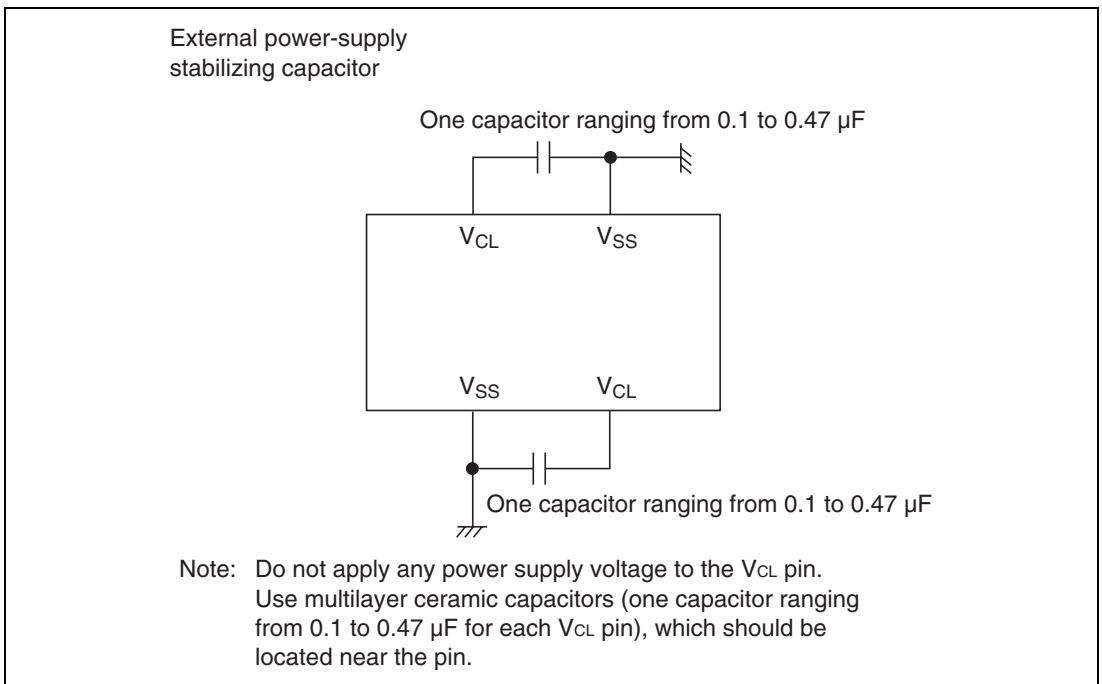 External power-supply
stabilizing capacitor
One capacitor ranging from 0.1 to 0.47 µF
VCL VSS
VSS VCL
One capacitor ranging from 0.1 to 0.47 µF
Note: Do not apply any power supply voltage to the VCL pin.
Use multilayer ceramic capacitors (one capacitor ranging
from 0.1 to 0.47 µF for each VCL pin), which should be
located near the pin.